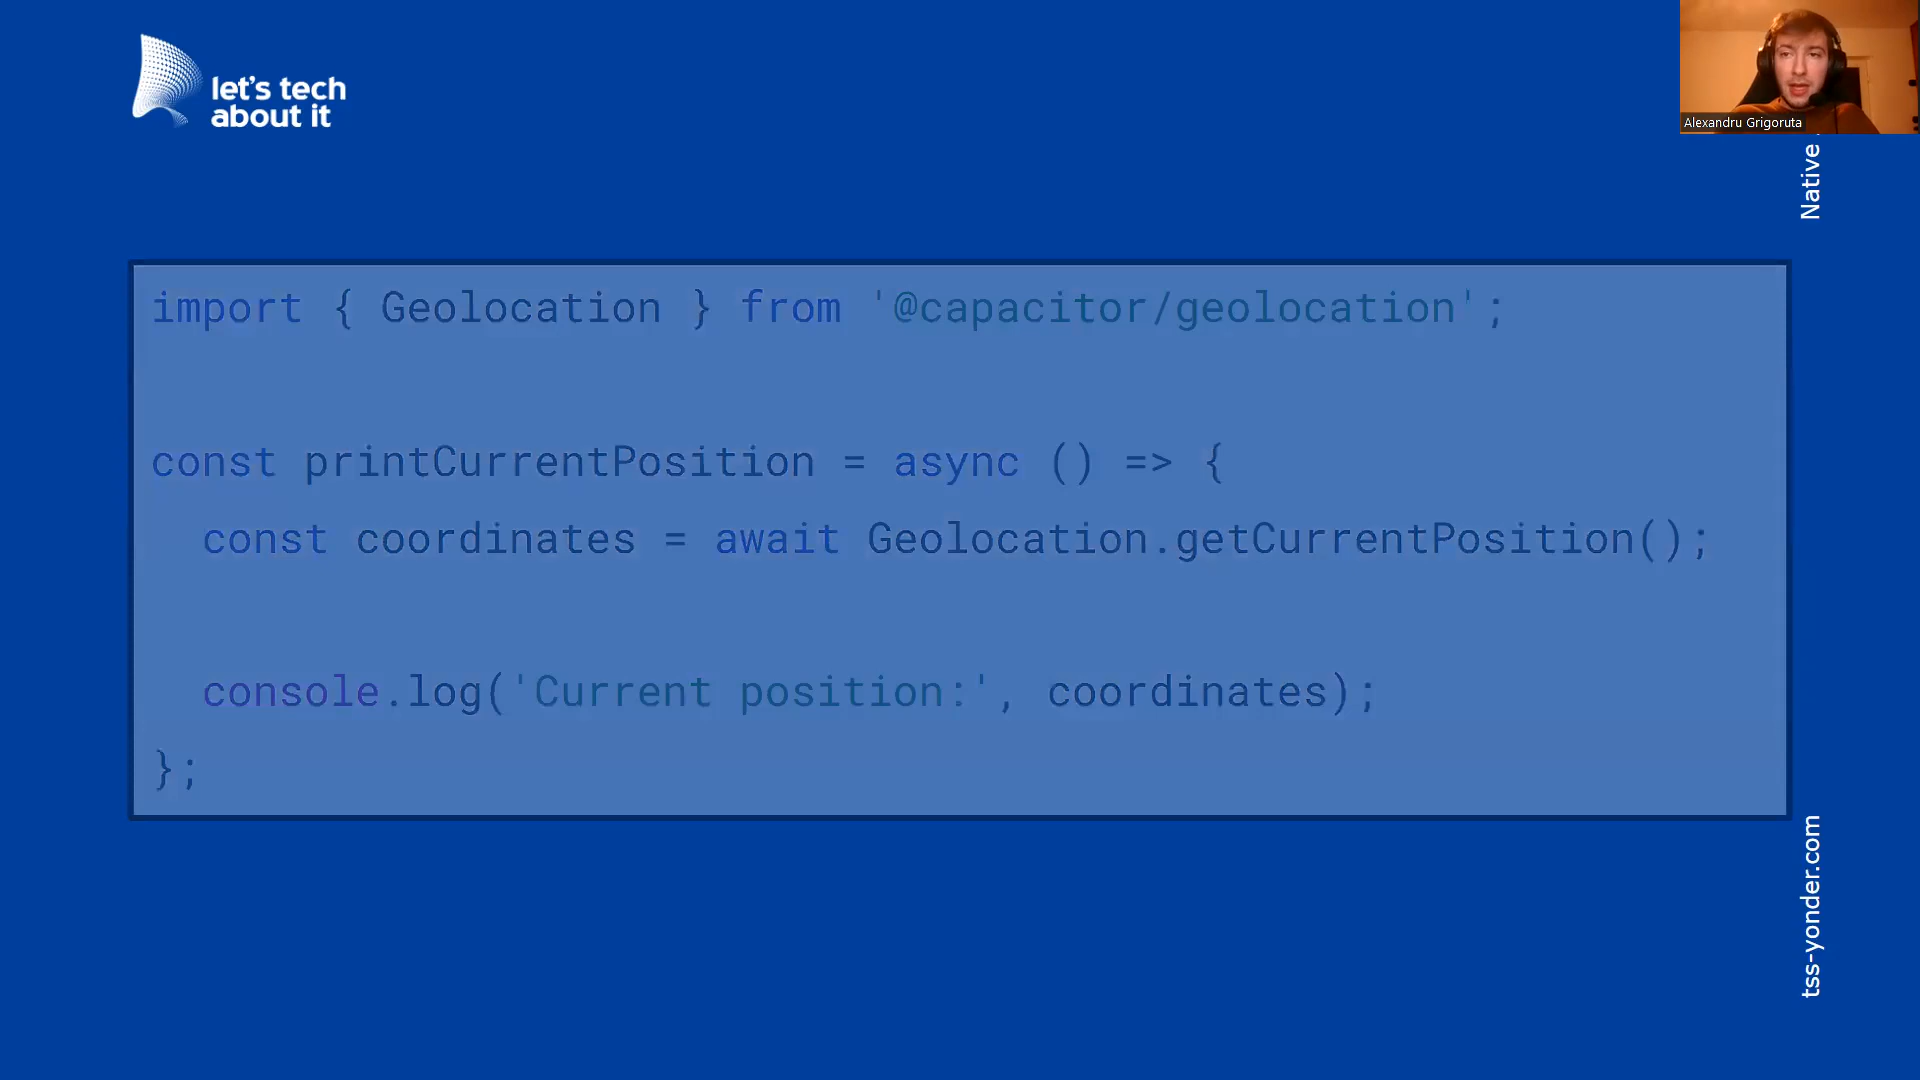 let's tech
about it
Alexandru Grigoruta
Native
import { Geolocation } from '@capacitor/geolocation';
const printCurrentPosition = async () => {
  const coordinates = await Geolocation.getCurrentPosition();
  console.log('Current position:', coordinates);
};
tss-yonder.com